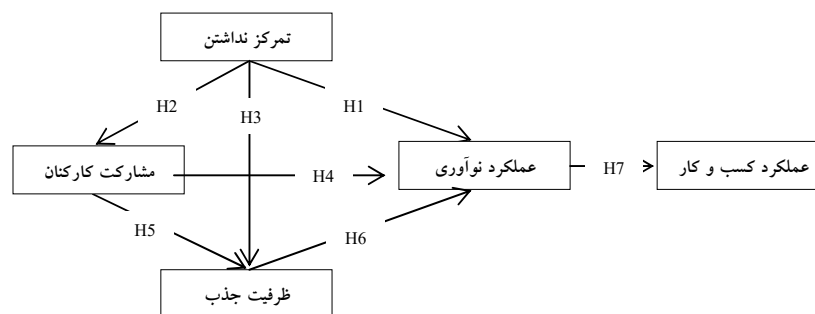 تمرکز نداشتن
H2
H3
H1
مشارکت کارکنان
H4
عملکرد نوآوری
H7
عملکرد کسب و کار
H5
H6
ظرفیت جذب